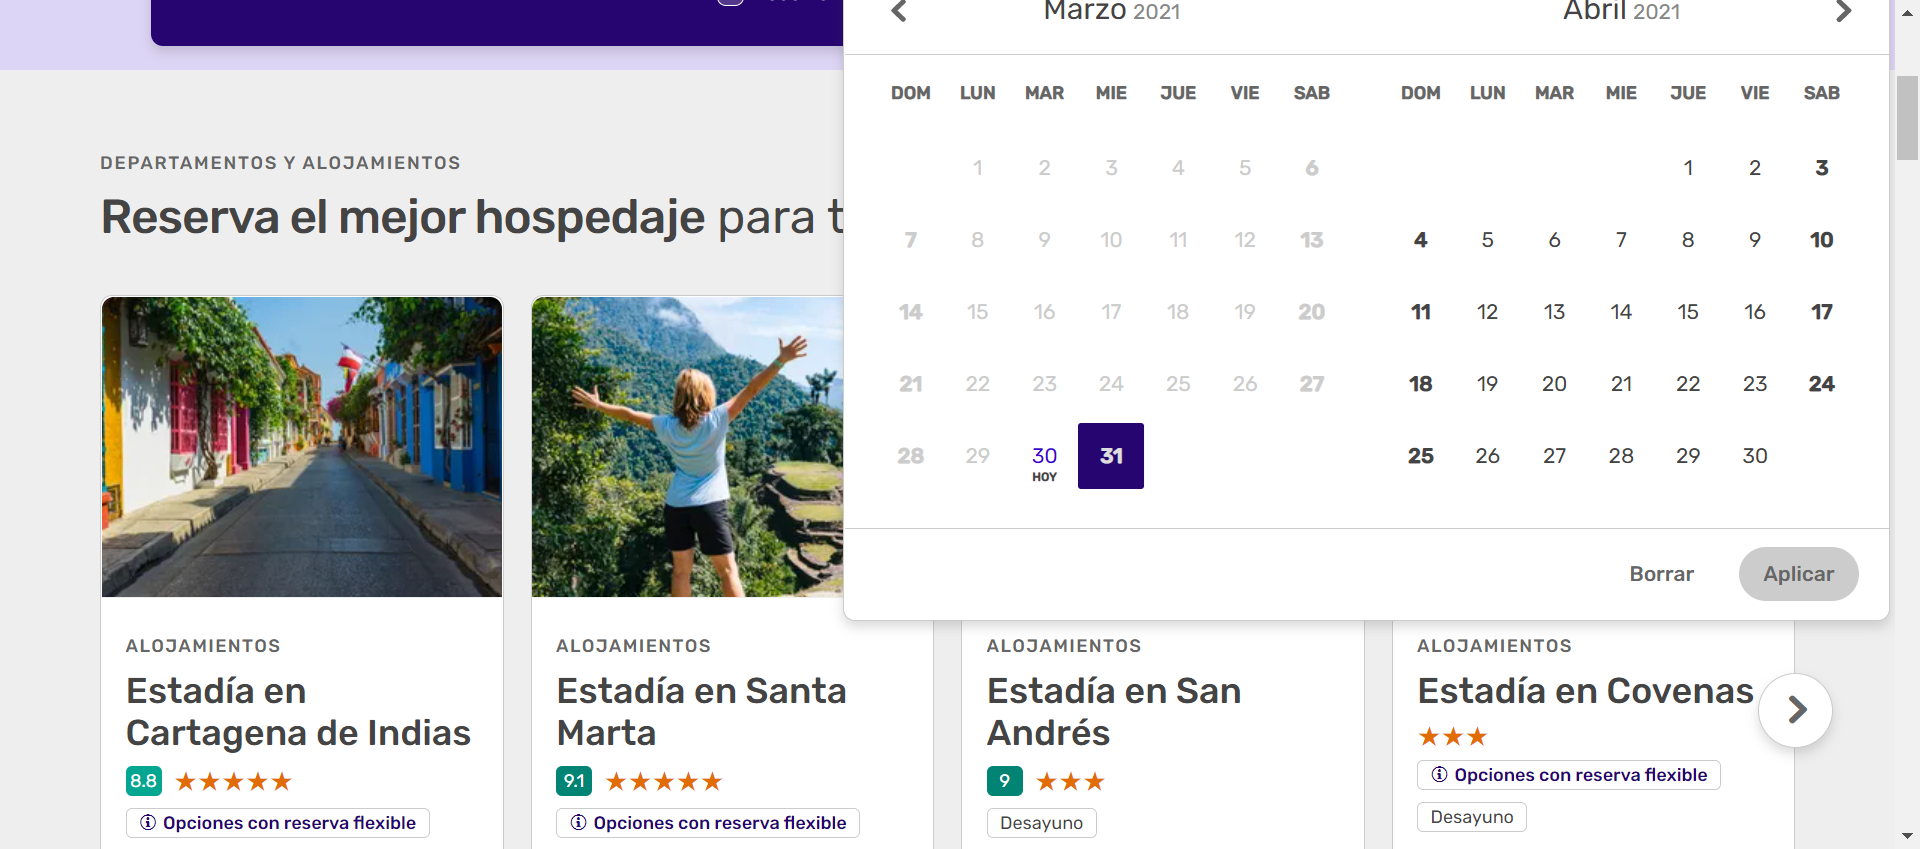 Marzo 2021
Abril 2021
DOM LUN MAR MIE JUE VIE SAB
1 2 3 4 5 6
7 8 9 10 11 12 13
14 15 16 17 18 19 20
21 22 23 24 25 26 27
28 29 30 31
HOY
DOM LUN MAR MIE JUE VIE SAB
1 2 3
4 5 6 7 8 9 10
11 12 13 14 15 16 17
18 19 20 21 22 23 24
25 26 27 28 29 30
Borrar
Aplicar
DEPARTAMENTOS Y ALOJAMIENTOS
Reserva el mejor hospedaje para
ALOJAMIENTOS
Estadía en
Cartagena de Indias
8.8
Opciones con reserva flexible
ALOJAMIENTOS
Estadía en Santa
Marta
9.1
Opciones con reserva flexible
ALOJAMIENTOS
Estadía en San
Andrés
9
Desayuno
ALOJAMIENTOS
Estadía en Covenas
Opciones con reserva flexible
Desayuno